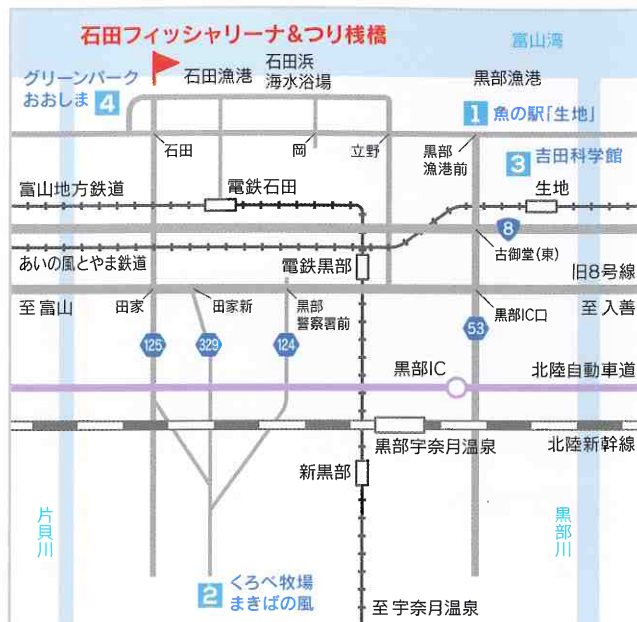 石田フィッシャリーナ&つり桟橋
富山湾
グリーンパーク
おおしま 4
石田漁港
石田浜
海水浴場
黒部漁港
1 魚の駅「生地」
石田
岡
立野
黒部
漁港前
3 吉田科学館
富山地方鉄道
電鉄石田
生地
8
古御堂(東)
あいの風とやま鉄道
電鉄黒部
旧8号線
至富山
田家
田家新
黒部
警察署前
黒部IC口
至入善
125
329
124
53
黒部IC
北陸自動車道
黒部宇奈月温泉
北陸新幹線
新黒部
片貝川
黒部川
2 くろべ牧場
まきばの風
至宇奈月温泉